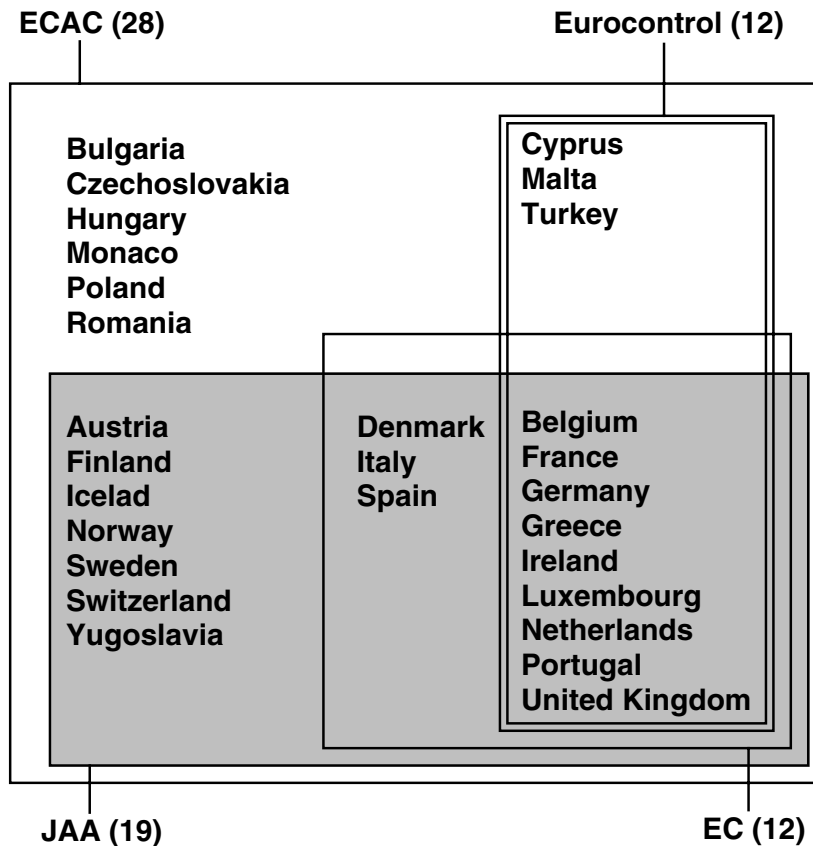 ECAC (28)
Eurocontrol (12)
Bulgaria
Czechoslovakia
Hungary
Monaco
Poland
Romania
Cyprus
Malta
Turkey
Austria
Finland
Icelad
Norway
Sweden
Switzerland
Yugoslavia
Denmark
Italy
Spain
Belgium
France
Germany
Greece
Ireland
Luxembourg
Netherlands
Portugal
United Kingdom
JAA (19)
EC (12)